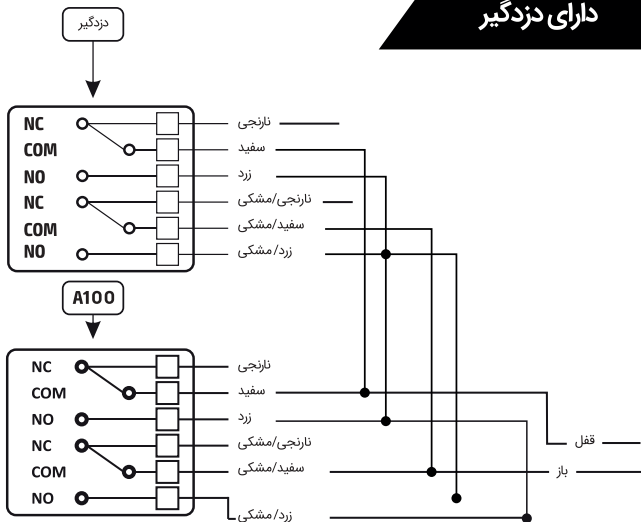 دارای دزدگیر
دزدگیر
NC نارنجی
COM سفید
NO زرد
NC نارنجی/مشکی
COM سفید/مشکی
NO زرد/مشکی
A100
NC نارنجی
COM سفید
NO زرد
NC نارنجی/مشکی
قفل
COM سفید/مشکی
باز
NO زرد/مشکی